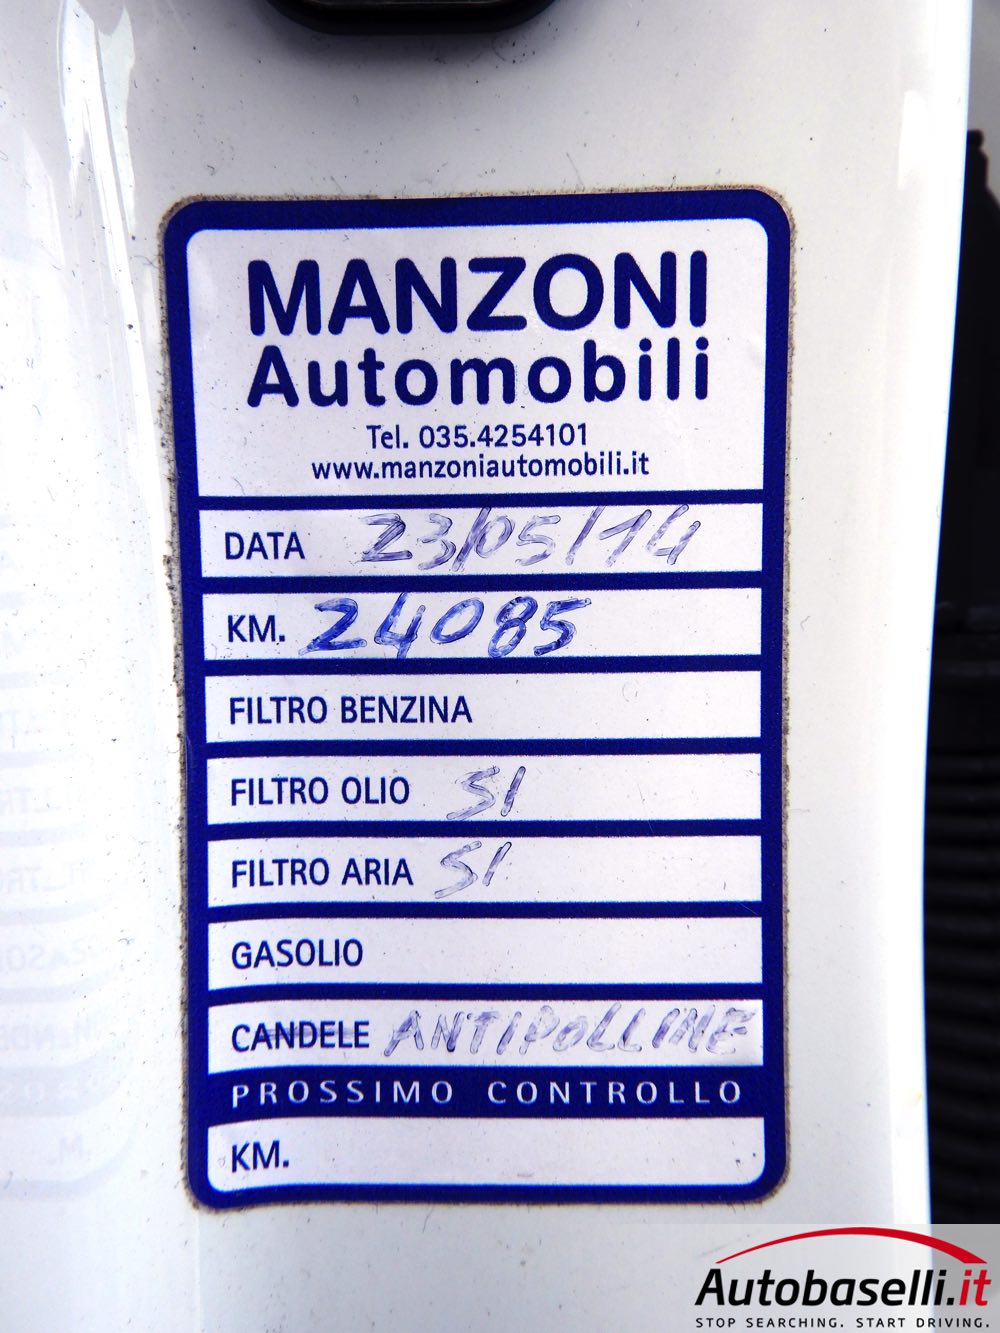 MANZONI
Automobili
Tel. 035.4254101
www.manzoniautomobili.it
DATA 23/05/14
KM. 24085
FILTRO BENZINA
FILTRO OLIO SI
FILTRO ARIA SI
GASOLIO
CANDELE ANTIPOLLINE
PROSSIMO CONTROLLO
KM.
Autobaselli.it
STOP SEARCHING. START DRIVING.